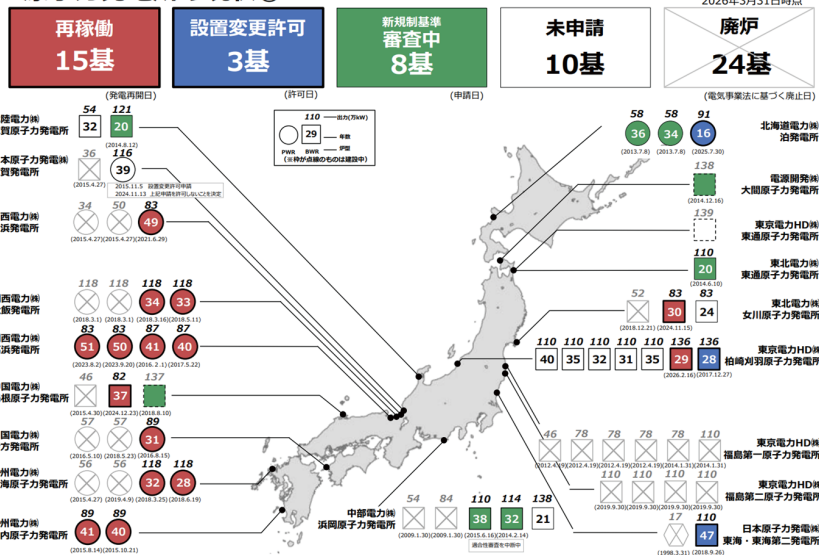 2026年3月31日時点
再稼働
15基
(発電再開日)
設置変更許可
3基
(許可日)
新規制基準
審査中
8基
(申請日)
未申請
10基
廃炉
24基
(電気事業法に基づく廃止日)
110 出力(万kW)
29 年数
炉型
PWR BWR
(※枠が点線のものは建設中)
陸電力㈱
賀原子力発電所
54 121
32 20
(2014.8.12)
本原子力発電㈱
賀発電所
36 116
39
(2015.4.27)
2015.11.5 設置変更許可申請
2024.11.13 上記申請を許可しないことを決定
西電力㈱
浜発電所
34 50 83
49
(2015.4.27) (2015.4.27) (2021.6.29)
西電力㈱
飯発電所
118 118 118 118
34 33
(2018.3.1) (2018.3.1) (2018.3.16) (2018.5.11)
西電力㈱
浜発電所
83 83 87 87
51 50 41 40
(2023.8.2) (2023.9.20) (2016.2.1) (2017.5.22)
国電力㈱
根原子力発電所
46 82 137
37
(2015.4.30) (2024.12.23) (2018.8.10)
国電力㈱
方発電所
57 57 89
31
(2016.5.10) (2018.5.23) (2016.8.15)
州電力㈱
海原子力発電所
56 56 118 118
32 28
(2015.4.27) (2019.4.9) (2018.3.25) (2018.6.19)
州電力㈱
内原子力発電所
89 89
41 40
(2015.8.14) (2015.10.21)
中部電力㈱
浜岡原子力発電所
54 84 110 114 138
38 32 21
(2009.1.30) (2009.1.30) (2015.6.16) (2014.2.14)
適合性審査を中断中
58 58 91
36 34 16
(2013.7.8) (2013.7.8) (2025.7.30)
北海道電力㈱
泊発電所
138
(2014.12.16)
電源開発㈱
大間原子力発電所
139
東京電力HD㈱
東通原子力発電所
110
20
(2014.6.10)
東北電力㈱
東通原子力発電所
52 83 83
30 24
(2018.12.21) (2024.11.15)
東北電力㈱
女川原子力発電所
110 110 110 110 110 136 136
40 35 32 31 35 29 28
(2026.2.16) (2017.12.27)
東京電力HD㈱
柏崎刈羽原子力発電所
46 78 78 78 78 110
(2012.4.19) (2012.4.19) (2012.4.19) (2012.4.19) (2014.1.31) (2014.1.31)
東京電力HD㈱
福島第一原子力発電所
110 110 110 110
(2019.9.30) (2019.9.30) (2019.9.30) (2019.9.30)
東京電力HD㈱
福島第二原子力発電所
17 110
47
(1998.3.31) (2018.9.26)
日本原子力発電㈱
東海・東海第二発電所